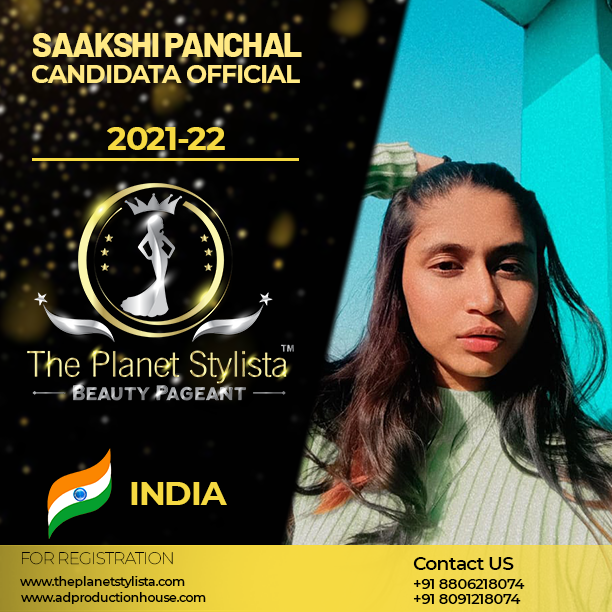 SAAKSHI PANCHAL
CANDIDATA OFFICIAL
2021-22
The Planet Stylista™
BEAUTY PAGEANT
INDIA
FOR REGISTRATION
www.theplanetstylista.com
www.adproductionhouse.com
Contact US
+91 8806218074
+91 8091218074